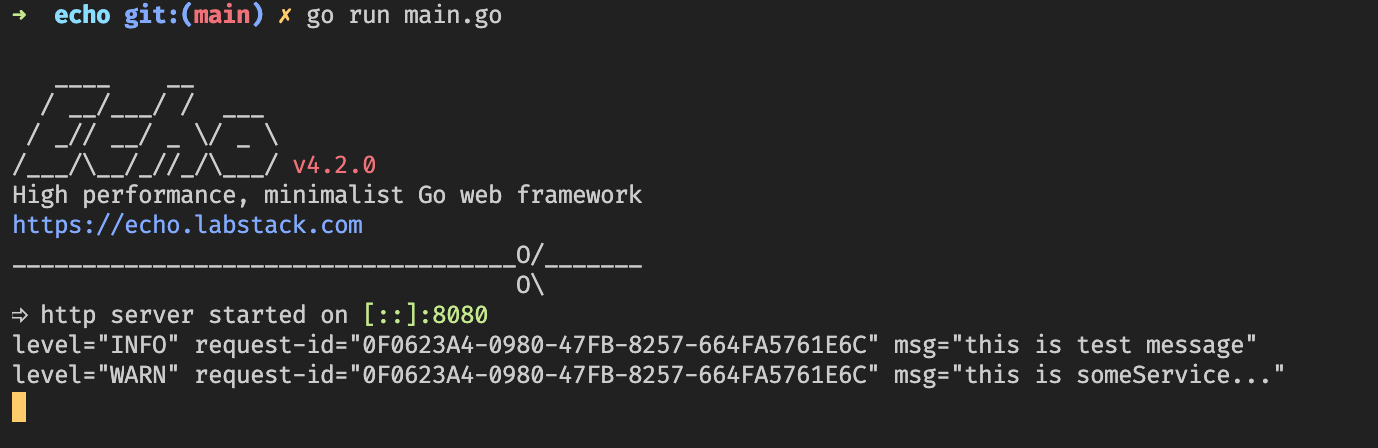 → echo git:(main) ✗ go run main.go
   ____    __
  / __/___/ /  ___
 / _// __/ _ \/ _ \
/___/\__/_//_/\___/ v4.2.0
High performance, minimalist Go web framework
https://echo.labstack.com
____________________________________O/_______
                                    O\
⇨ http server started on [::]:8080
level="INFO" request-id="0F0623A4-0980-47FB-8257-664FA5761E6C" msg="this is test message"
level="WARN" request-id="0F0623A4-0980-47FB-8257-664FA5761E6C" msg="this is someService..."